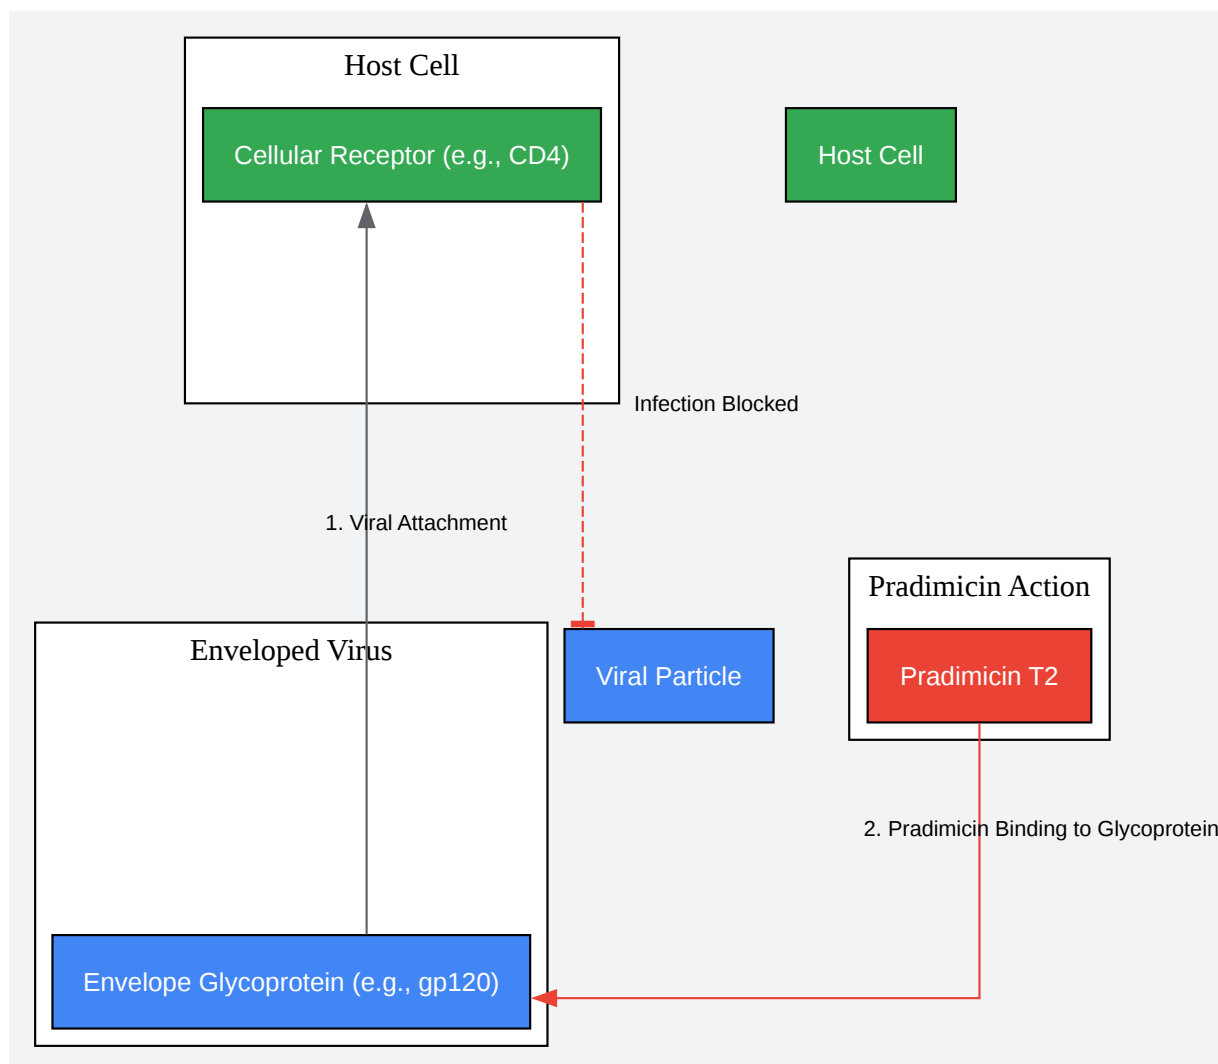 Host Cell
Cellular Receptor (e.g., CD4)
Host Cell
Infection Blocked
1. Viral Attachment
Pradimicin Action
Enveloped Virus
Viral Particle
Pradimicin T2
2. Pradimicin Binding to Glycoprotein
Envelope Glycoprotein (e.g., gp120)